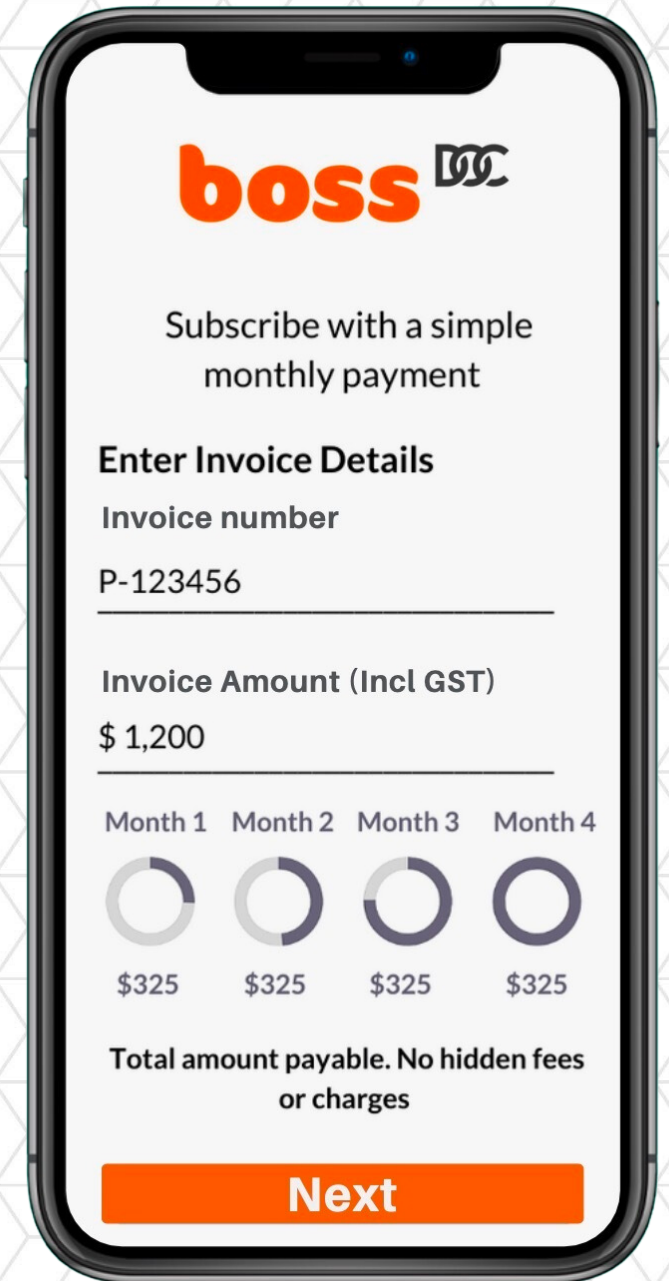 boss DOC
Subscribe with a simple
monthly payment
Enter Invoice Details
Invoice number
P-123456
Invoice Amount (Incl GST)
$ 1,200
Month 1 Month 2 Month 3 Month 4
$325 $325 $325 $325
Total amount payable. No hidden fees
or charges
Next